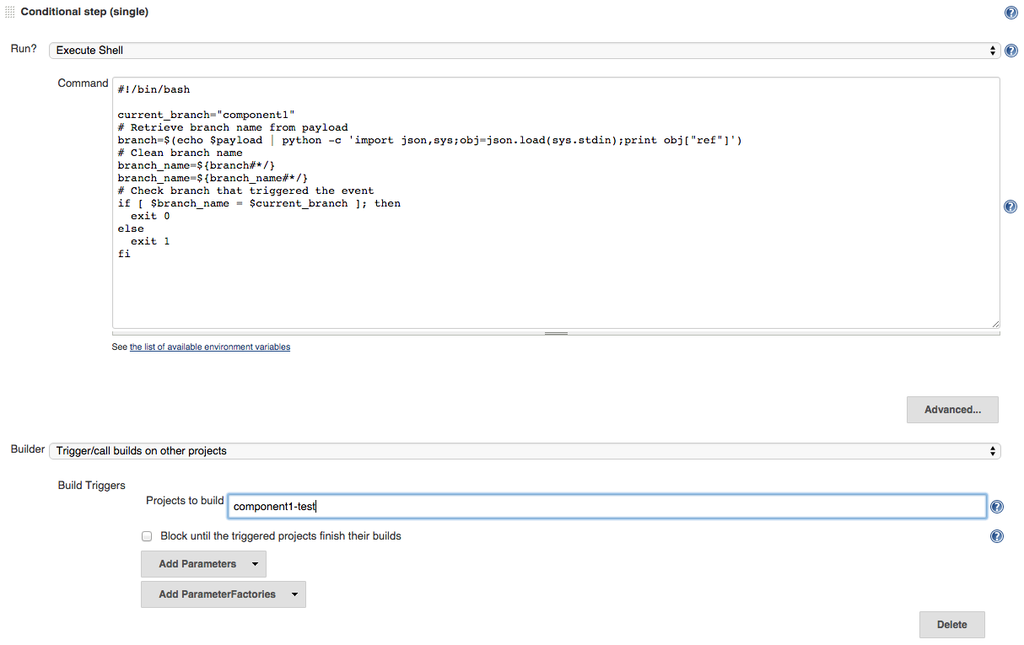 Conditional step (single)
Run? Execute Shell
Command
#!/bin/bash
current_branch="component1"
# Retrieve branch name from payload
branch=$(echo $payload | python -c 'import json,sys;obj=json.load(sys.stdin);print obj["ref"]')
# Clean branch name
branch_name=${branch#*/}
branch_name=${branch_name#*/}
# Check branch that triggered the event
if [ $branch_name = $current_branch ]; then
exit 0
else
exit 1
fi
See the list of available environment variables
Advanced...
Builder Trigger/call builds on other projects
Build Triggers
Projects to build component1-test
Block until the triggered projects finish their builds
Add Parameters
Add ParameterFactories
Delete